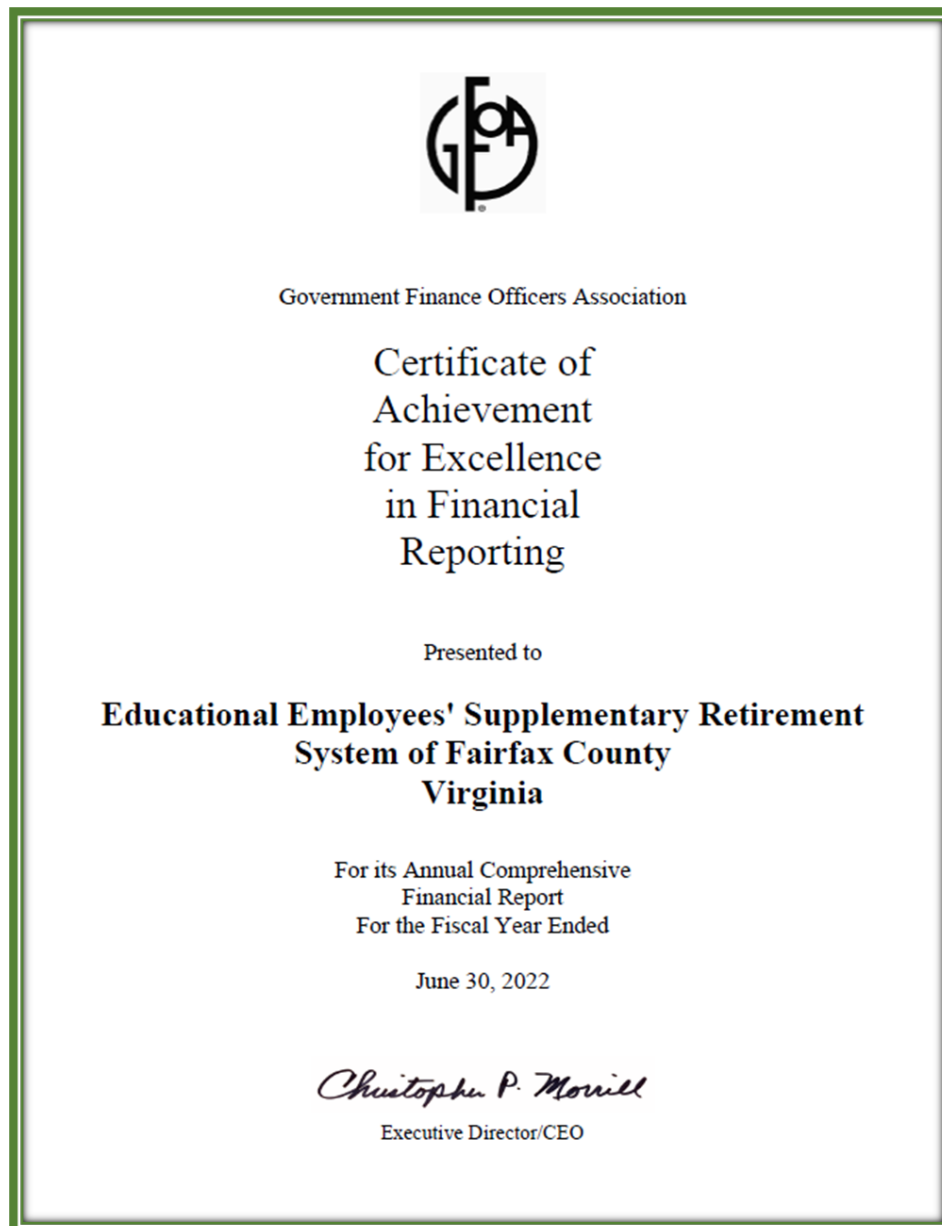 GFOA
Government Finance Officers Association
Certificate of
Achievement
for Excellence
in Financial
Reporting
Presented to
Educational Employees' Supplementary Retirement
System of Fairfax County
Virginia
For its Annual Comprehensive
Financial Report
For the Fiscal Year Ended
June 30, 2022
Christopher P. Morrill
Executive Director/CEO